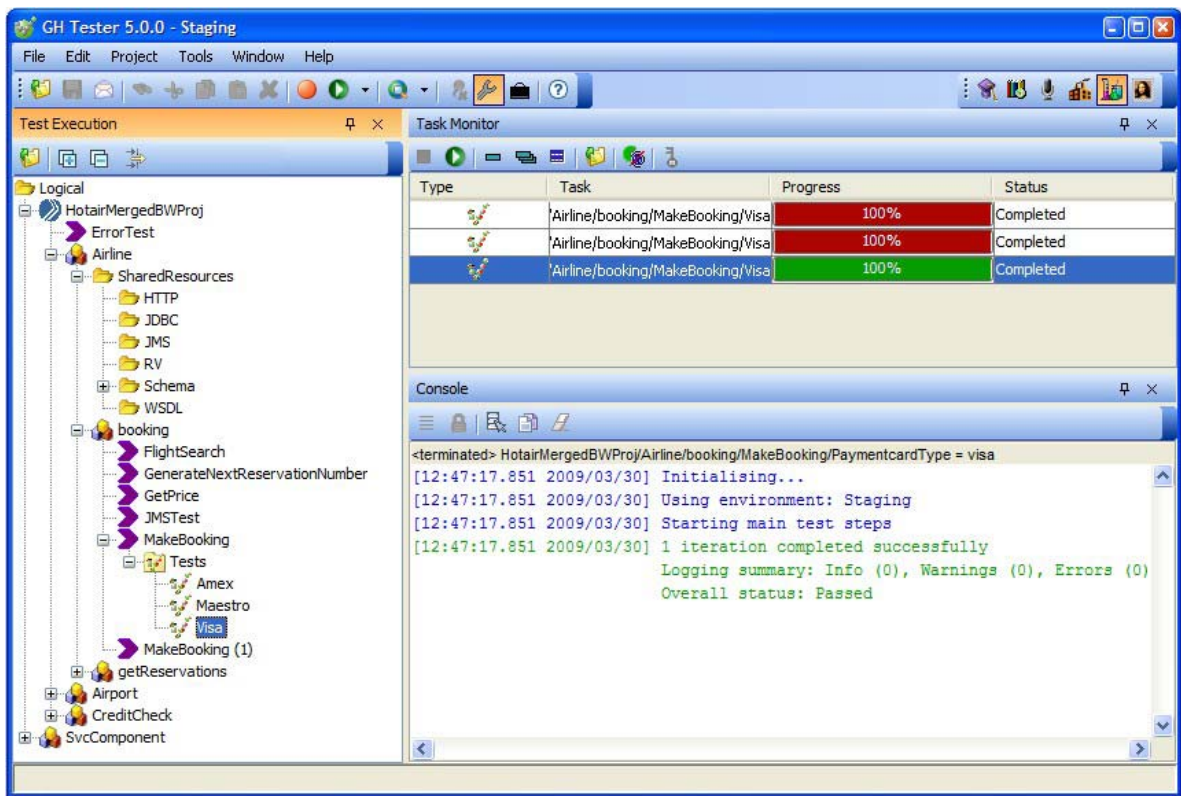 GH Tester 5.0.0 - Staging
File Edit Project Tools Window Help
Test Execution
Logical
HotairMergedBWProj
ErrorTest
Airline
SharedResources
HTTP
JDBC
JMS
RV
Schema
WSDL
booking
FlightSearch
GenerateNextReservationNumber
GetPrice
JMSTest
MakeBooking
Tests
Amex
Maestro
Visa
MakeBooking (1)
getReservations
Airport
CreditCheck
SvcComponent
Task Monitor
Type Task Progress Status
'Airline/booking/MakeBooking/Visa 100% Completed
'Airline/booking/MakeBooking/Visa 100% Completed
'Airline/booking/MakeBooking/Visa 100% Completed
Console
<terminated> HotairMergedBWProj/Airline/booking/MakeBooking/PaymentcardType = visa
[12:47:17.851 2009/03/30] Initialising...
[12:47:17.851 2009/03/30] Using environment: Staging
[12:47:17.851 2009/03/30] Starting main test steps
[12:47:17.851 2009/03/30] 1 iteration completed successfully
Logging summary: Info (0), Warnings (0), Errors (0)
Overall status: Passed